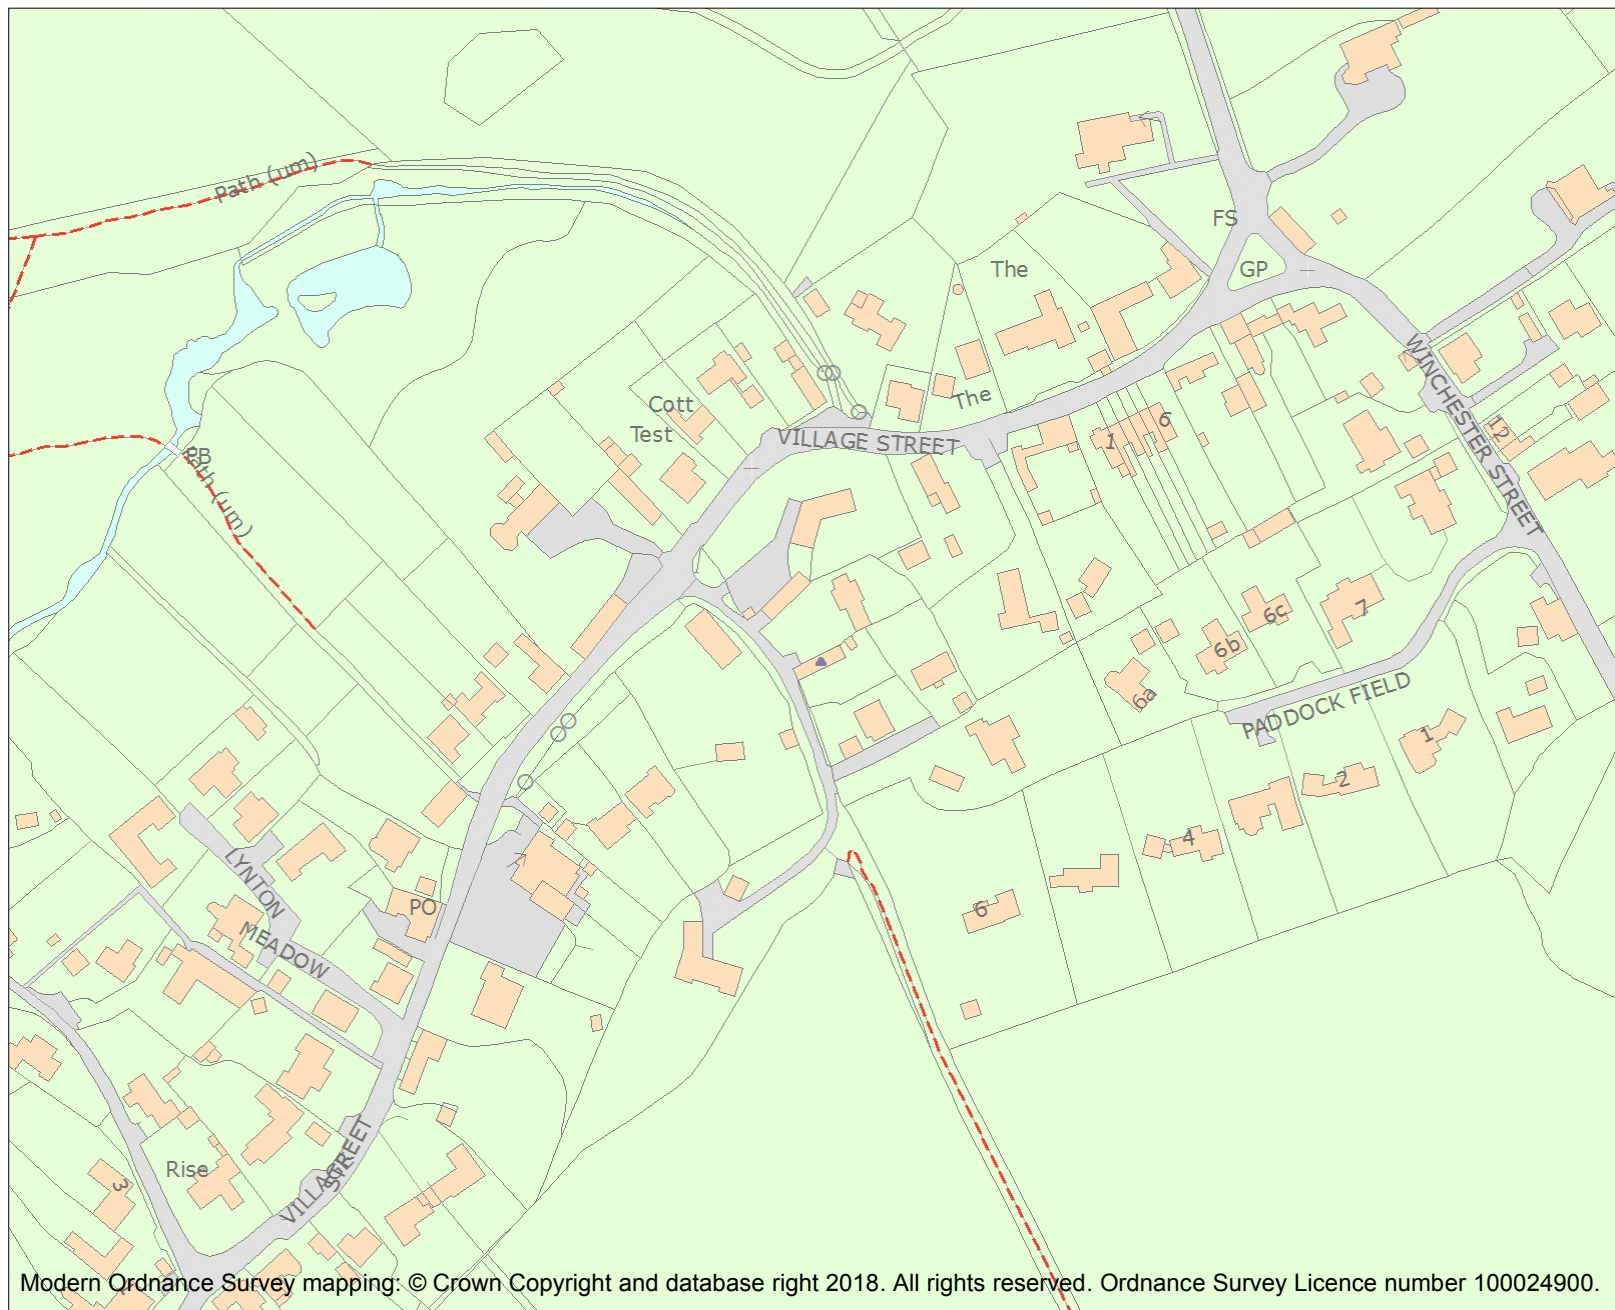 Path (um)
FS
GP
The
The
Cott
Test
VILLAGE STREET
WINCHESTER STREET
1
6
12
PB
Path (um)
6c
7
6b
6a
PADDOCK FIELD
1
2
4
6
LYNTON
MEADOW
PO
Rise
3
VILLAGE
STREET
Modern Ordnance Survey mapping: © Crown Copyright and database right 2018. All rights reserved. Ordnance Survey Licence number 100024900.